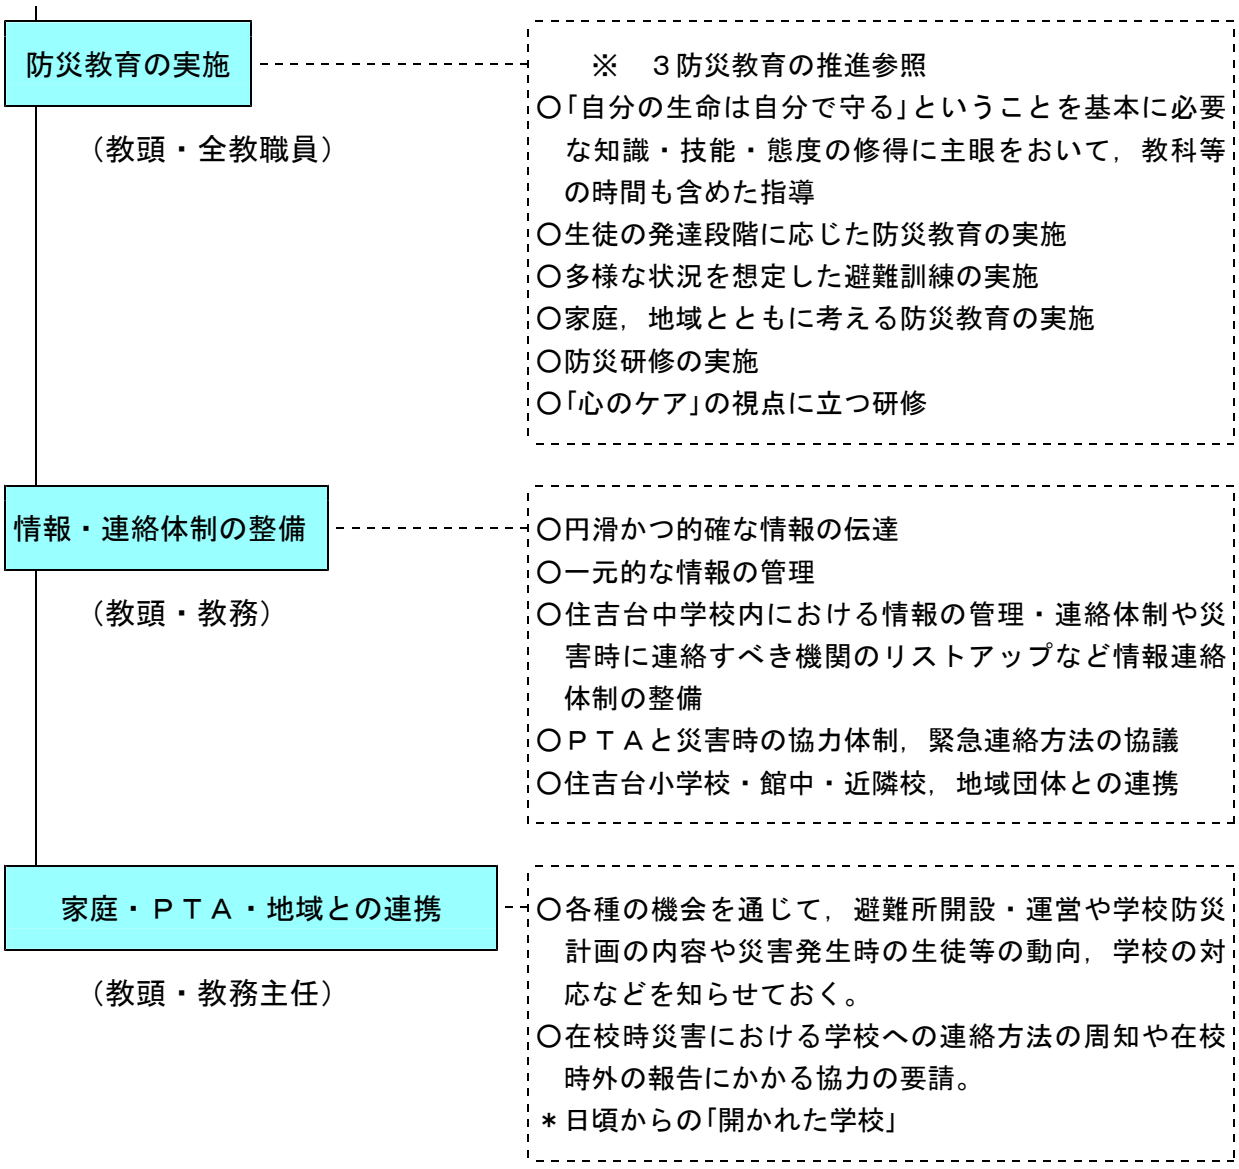 防災教育の実施
（教頭・全教職員）
※　３防災教育の推進参照
〇｢自分の生命は自分で守る｣ということを基本に必要
な知識・技能・態度の修得に主眼をおいて，教科等
の時間も含めた指導
〇生徒の発達段階に応じた防災教育の実施
〇多様な状況を想定した避難訓練の実施
〇家庭，地域とともに考える防災教育の実施
〇防災研修の実施
〇｢心のケア｣の視点に立つ研修
情報・連絡体制の整備
（教頭・教務）
〇円滑かつ的確な情報の伝達
〇一元的な情報の管理
〇住吉台中学校内における情報の管理・連絡体制や災
害時に連絡すべき機関のリストアップなど情報連絡
体制の整備
〇ＰＴＡと災害時の協力体制，緊急連絡方法の協議
〇住吉台小学校・館中・近隣校，地域団体との連携
家庭・ＰＴＡ・地域との連携
（教頭・教務主任）
〇各種の機会を通じて，避難所開設・運営や学校防災
計画の内容や災害発生時の生徒等の動向，学校の対
応などを知らせておく。
〇在校時災害における学校への連絡方法の周知や在校
時外の報告にかかる協力の要請。
＊日頃からの｢開かれた学校｣